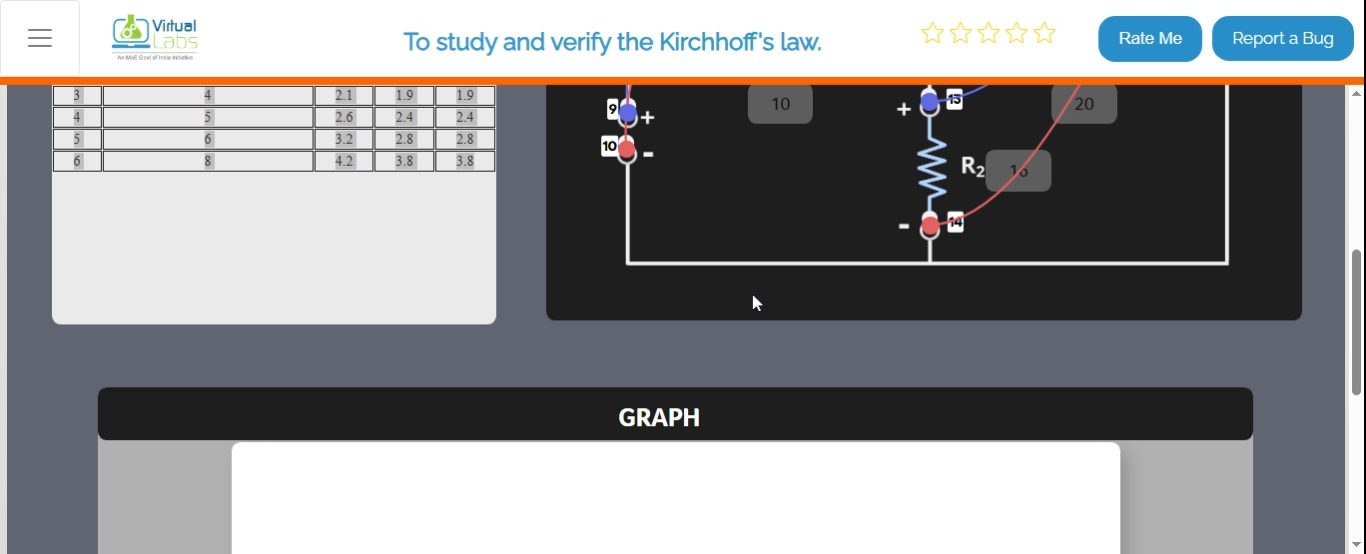 Virtual
Labs
An MoE Govt of India Initiative
To study and verify the Kirchhoff's law.
Rate Me
Report a Bug
3 4 2.1 1.9 1.9
4 5 2.6 2.4 2.4
5 6 3.2 2.8 2.8
6 8 4.2 3.8 3.8
9 +
10 -
10
+ 15
20
R2 16
- 14
GRAPH